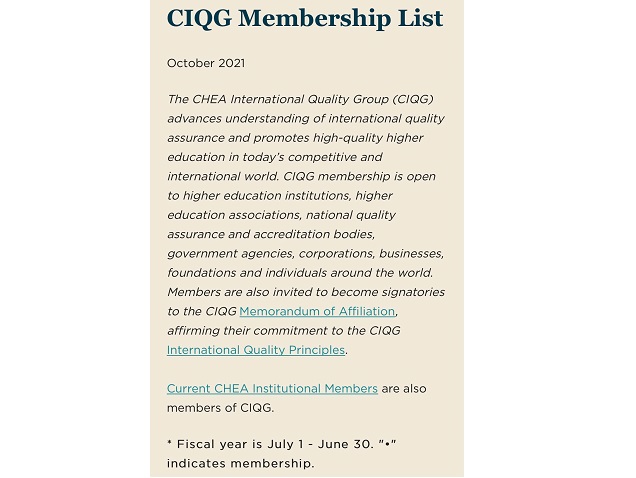 CIQG Membership List
October 2021
The CHEA International Quality Group (CIQG)
advances understanding of international quality
assurance and promotes high-quality higher
education in today's competitive and
international world. CIQG membership is open
to higher education institutions, higher
education associations, national quality
assurance and accreditation bodies,
government agencies, corporations, businesses,
foundations and individuals around the world.
Members are also invited to become signatories
to the CIQG Memorandum of Affiliation,
affirming their commitment to the CIQG
International Quality Principles.
Current CHEA Institutional Members are also
members of CIQG.
* Fiscal year is July 1 - June 30. "•"
indicates membership.